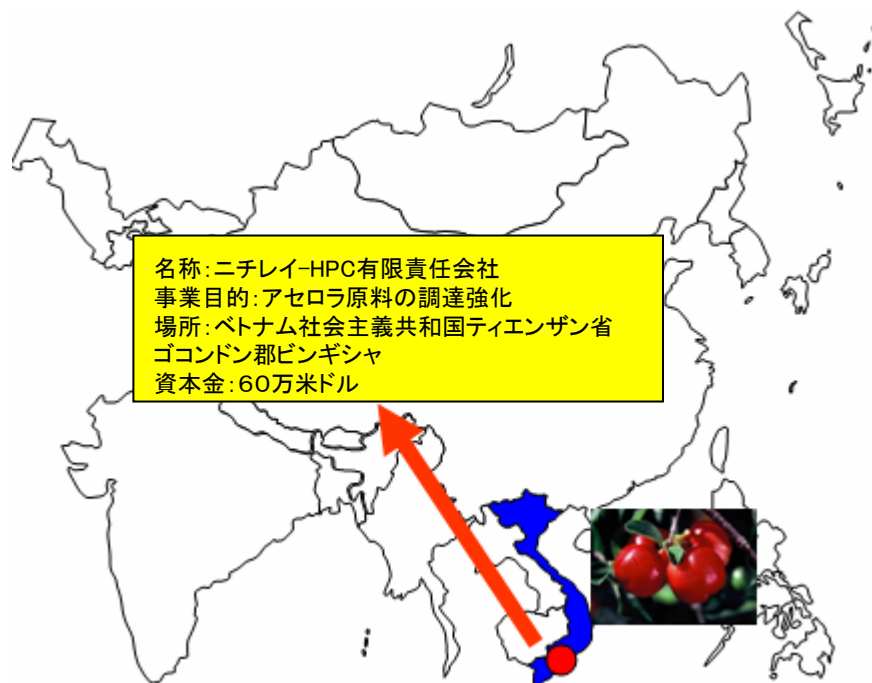 名称:ニチレイ-HPC有限責任会社
事業目的:アセロラ原料の調達強化
場所:ベトナム社会主義共和国ティエンザン省
ゴコンドン郡ビンギシャ
資本金:60万米ドル